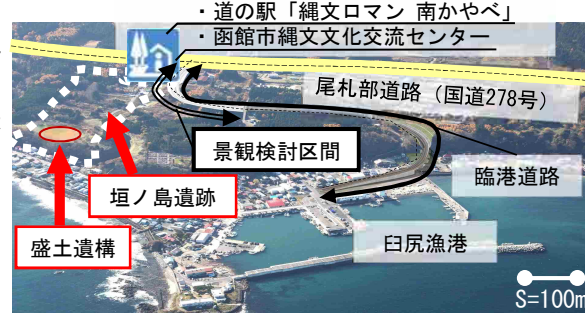 ・道の駅「縄文ロマン 南かやべ」
・函館市縄文文化交流センター
尾札部道路（国道278号）
景観検討区間
臨港道路
垣ノ島遺跡
臼尻漁港
盛土遺構
S=100m